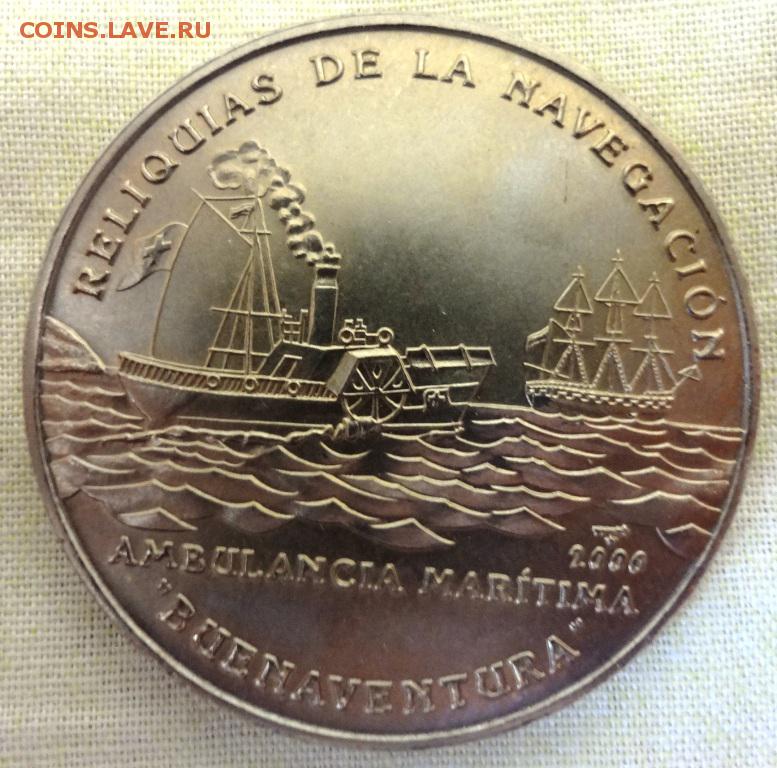 COINS.LAVE.RU
RELIQUIAS DE LA NAVEGACIÓN
2000
AMBULANCIA MARÍTIMA
"BUENAVENTURA"